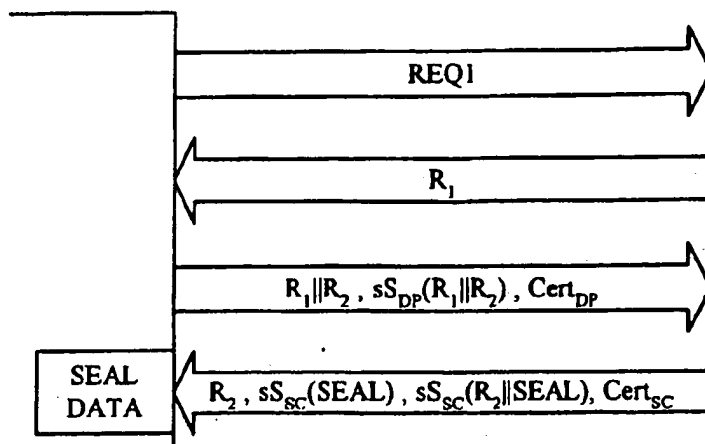 REQ1
R₁
R₁||R₂ , sS_DP(R₁||R₂) , Cert_DP
SEAL
DATA
R₂ , sS_SC(SEAL) , sS_SC(R₂||SEAL), Cert_SC